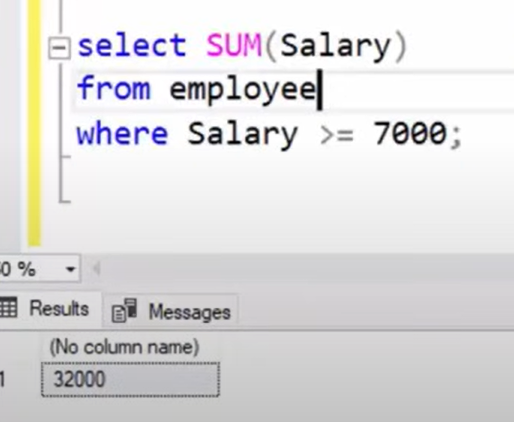 select SUM(Salary)
from employee
where Salary >= 7000;
0 %
Results Messages
(No column name)
1 32000